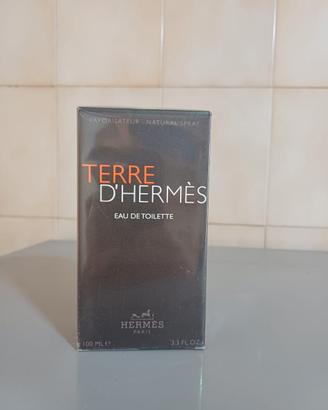 VAPORISATEUR - NATURAL SPRAY
TERRE
D'HERMÈS
EAU DE TOILETTE
HERMÈS
PARIS
100 ML e 3.3 FL.OZ